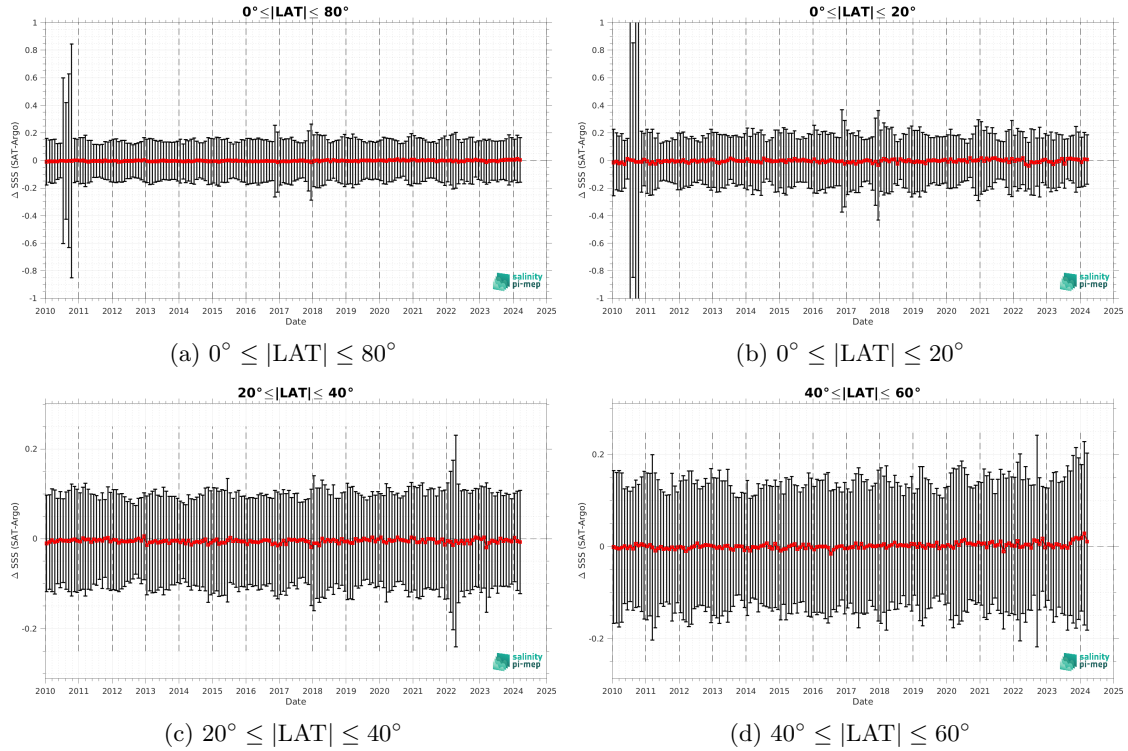 0°≤|LAT|≤ 80°
Δ SSS (SAT-Argo)
1
0.8
0.6
0.4
0.2
0
-0.2
-0.4
-0.6
-0.8
-1
2010 2011 2012 2013 2014 2015 2016 2017 2018 2019 2020 2021 2022 2023 2024 2025
Date
salinity
pi-mep
(a) 0° ≤ |LAT| ≤ 80°
0°≤|LAT|≤ 20°
Δ SSS (SAT-Argo)
1
0.8
0.6
0.4
0.2
0
-0.2
-0.4
-0.6
-0.8
-1
2010 2011 2012 2013 2014 2015 2016 2017 2018 2019 2020 2021 2022 2023 2024 2025
Date
salinity
pi-mep
(b) 0° ≤ |LAT| ≤ 20°
20°≤|LAT|≤ 40°
Δ SSS (SAT-Argo)
0.2
0
-0.2
2010 2011 2012 2013 2014 2015 2016 2017 2018 2019 2020 2021 2022 2023 2024 2025
Date
salinity
pi-mep
(c) 20° ≤ |LAT| ≤ 40°
40°≤|LAT|≤ 60°
Δ SSS (SAT-Argo)
0.2
0
-0.2
2010 2011 2012 2013 2014 2015 2016 2017 2018 2019 2020 2021 2022 2023 2024 2025
Date
salinity
pi-mep
(d) 40° ≤ |LAT| ≤ 60°